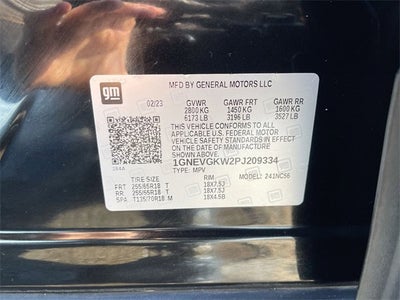 gm
MFD BY GENERAL MOTORS LLC
02/23 GVWR GAWR FRT GAWR RR
2800 KG 1450 KG 1600 KG
6173 LB 3196 LB 3527 LB
THIS VEHICLE CONFORMS TO ALL
APPLICABLE U.S. FEDERAL MOTOR
VEHICLE SAFETY STANDARDS IN EFFECT
ON THE DATE OF MANUFACTURE
SHOWN ABOVE.
1GNEVGKW2PJ209334
TYPE: MPV MODEL: 241NC56
TIRE SIZE RIM
FRT 255/65R18 T 18X7.5J
RR 255/65R18 T 18X7.5J
SPA T135/70R18 M 18X4.5B